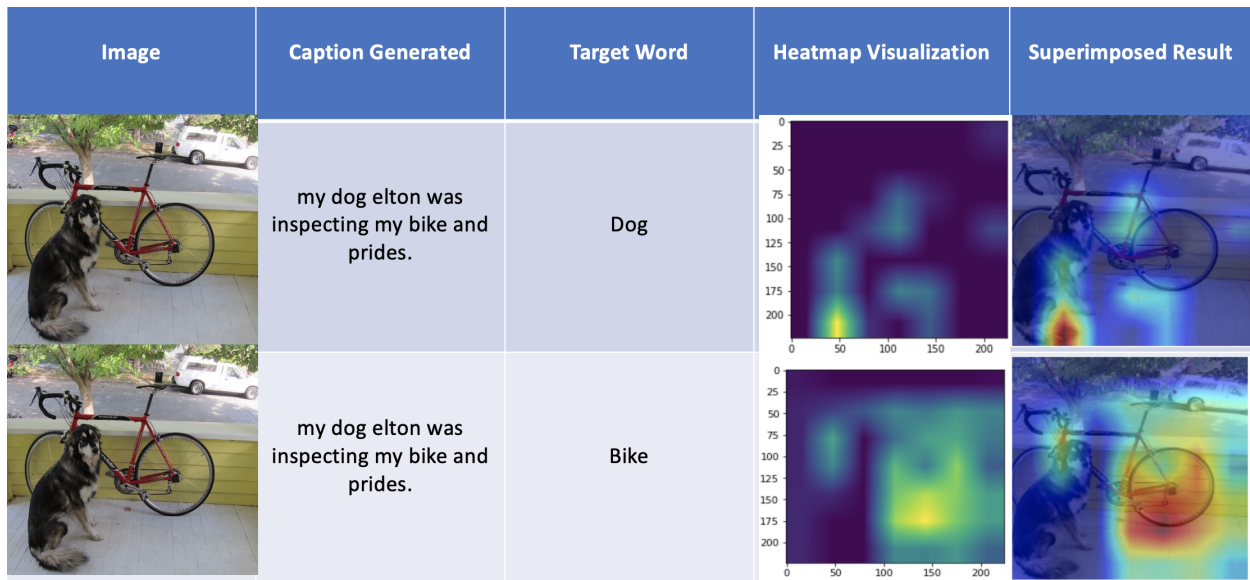 Image
Caption Generated
Target Word
Heatmap Visualization
Superimposed Result
my dog elton was
inspecting my bike and
prides.
Dog
0
25
50
75
100
125
150
175
200
0 50 100 150 200
my dog elton was
inspecting my bike and
prides.
Bike
0
25
50
75
100
125
150
175
200
0 50 100 150 200